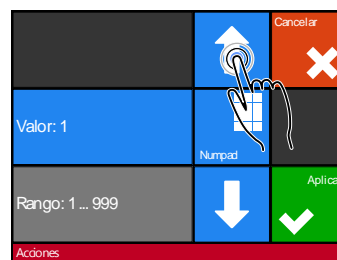 Cancelar
Valor: 1
Numpad
Aplica
Rango: 1 ... 999
Acciones